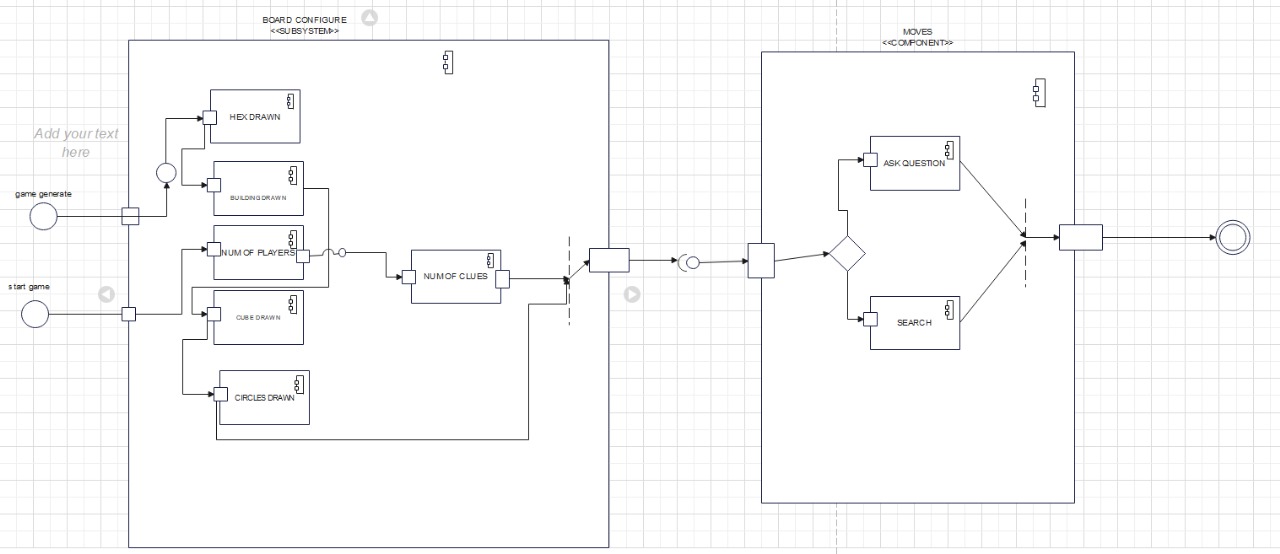 BOARD CONFIGURE
<<SUBSYSTEM>>
MOVES
<<COMPONENT>>
HEX DRAWN
Add your text
here
ASK QUESTION
game generate
BUILDING DRAWN
NUM OF PLAYERS
NUM OF CLUES
start game
CUBE DRAWN
SEARCH
CIRCLES DRAWN